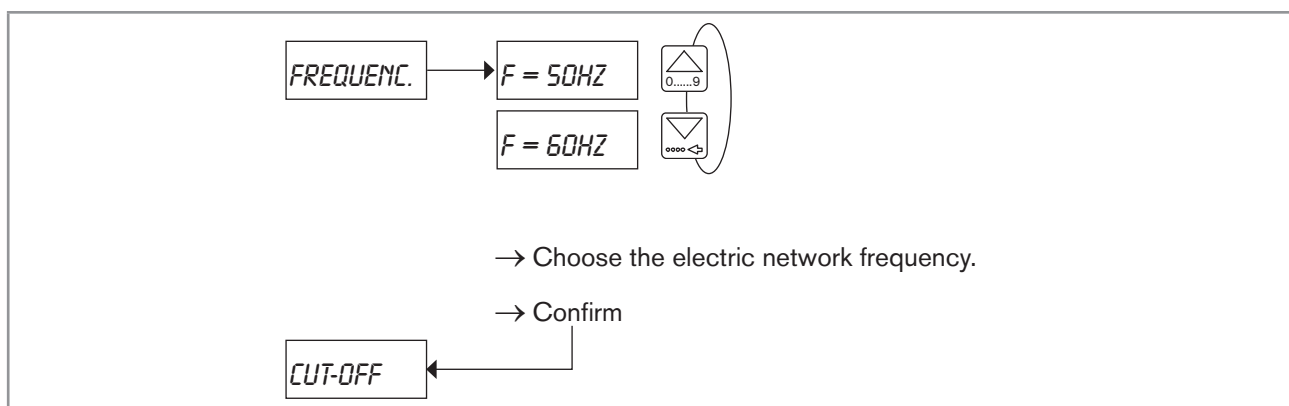 FREQUENC.
F = 50HZ
0......9
F = 60HZ
→ Choose the electric network frequency.
→ Confirm
CUT-OFF